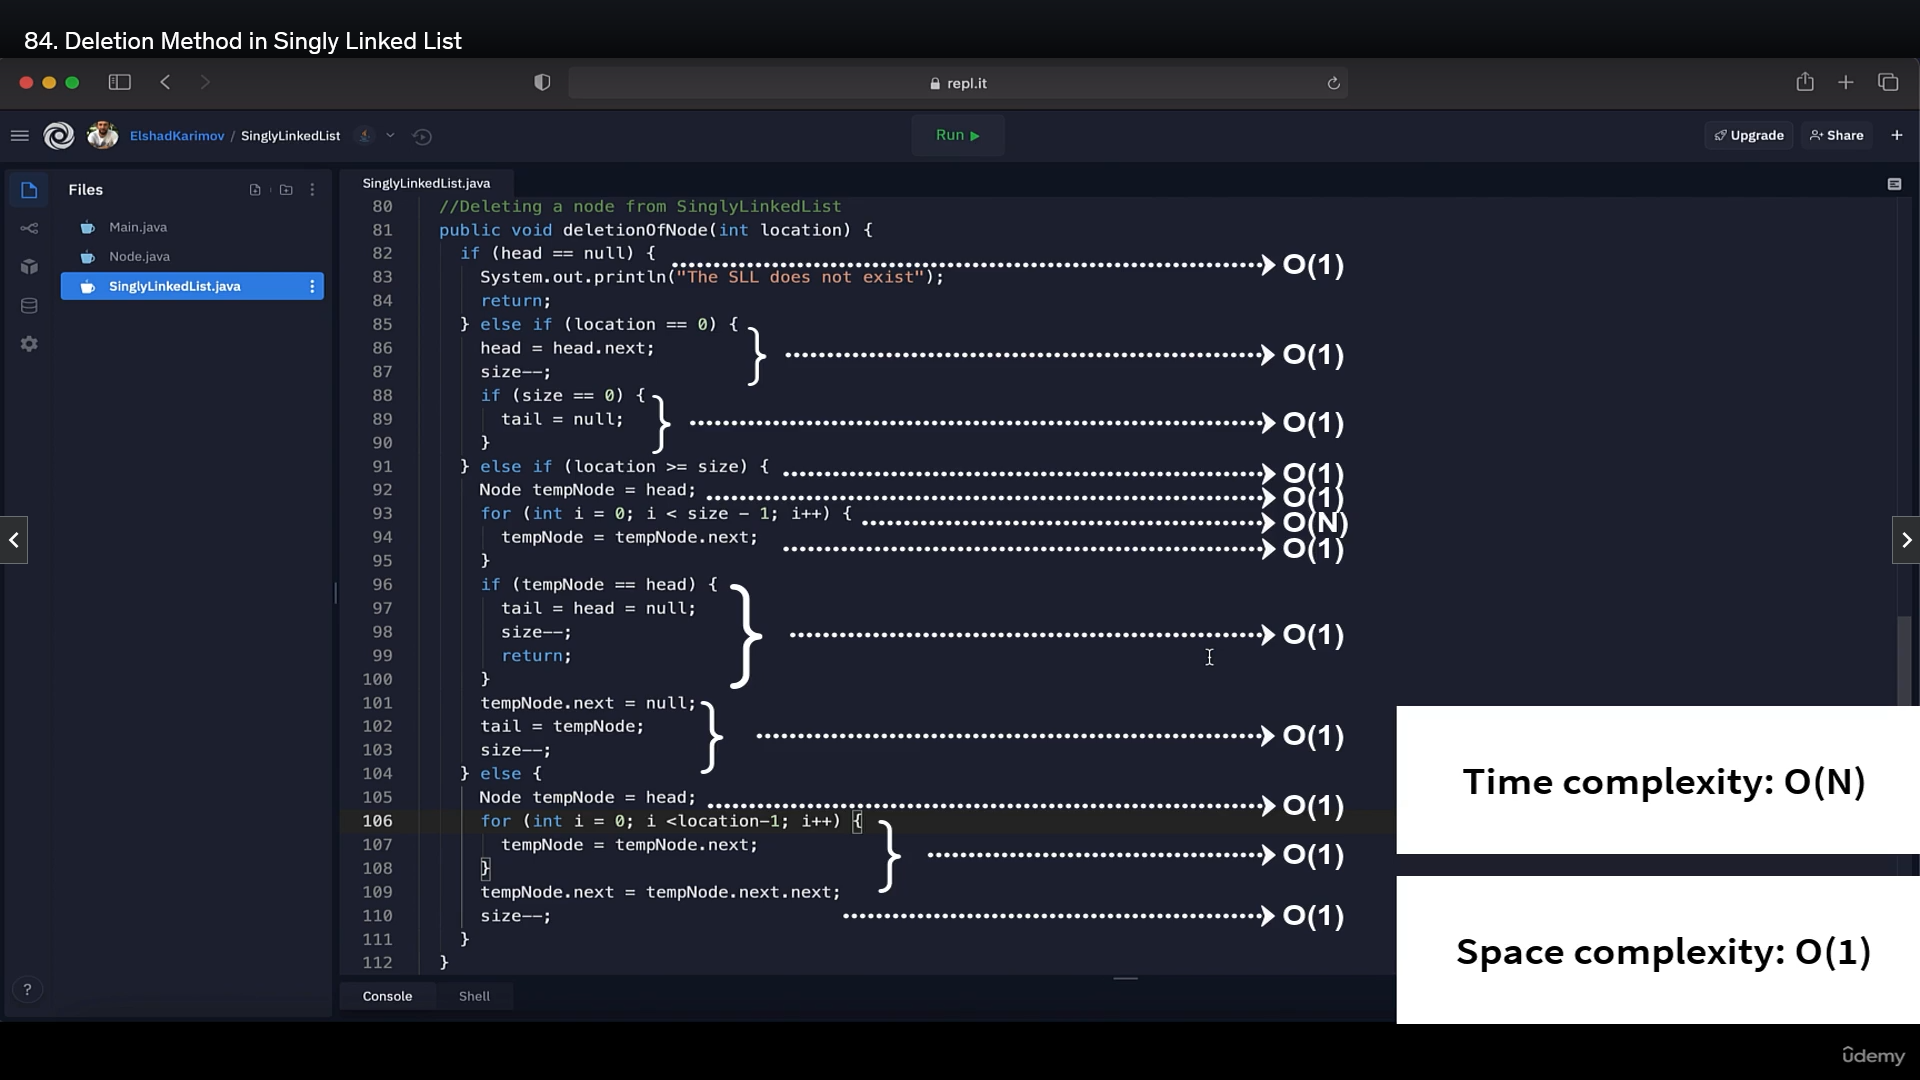 84. Deletion Method in Singly Linked List
repl.it
ElshadKarimov / SinglyLinkedList
Run
Upgrade
Share
Files
Main.java
Node.java
SinglyLinkedList.java
SinglyLinkedList.java
80 //Deleting a node from SinglyLinkedList
81 public void deletionOfNode(int location) {
82 if (head == null) { O(1)
83 System.out.println("The SLL does not exist");
84 return;
85 } else if (location == 0) {
86 head = head.next; O(1)
87 size--;
88 if (size == 0) {
89 tail = null; O(1)
90 }
91 } else if (location >= size) { O(1)
92 Node tempNode = head; O(1)
93 for (int i = 0; i < size - 1; i++) { O(N)
94 tempNode = tempNode.next; O(1)
95 }
96 if (tempNode == head) {
97 tail = head = null;
98 size--; O(1)
99 return;
100 }
101 tempNode.next = null;
102 tail = tempNode; O(1)
103 size--;
104 } else {
105 Node tempNode = head; O(1)
106 for (int i = 0; i <location-1; i++) {
107 tempNode = tempNode.next; O(1)
108 }
109 tempNode.next = tempNode.next.next;
110 size--; O(1)
111 }
112 }
Time complexity: O(N)
Space complexity: O(1)
?
Console Shell
ûdemy